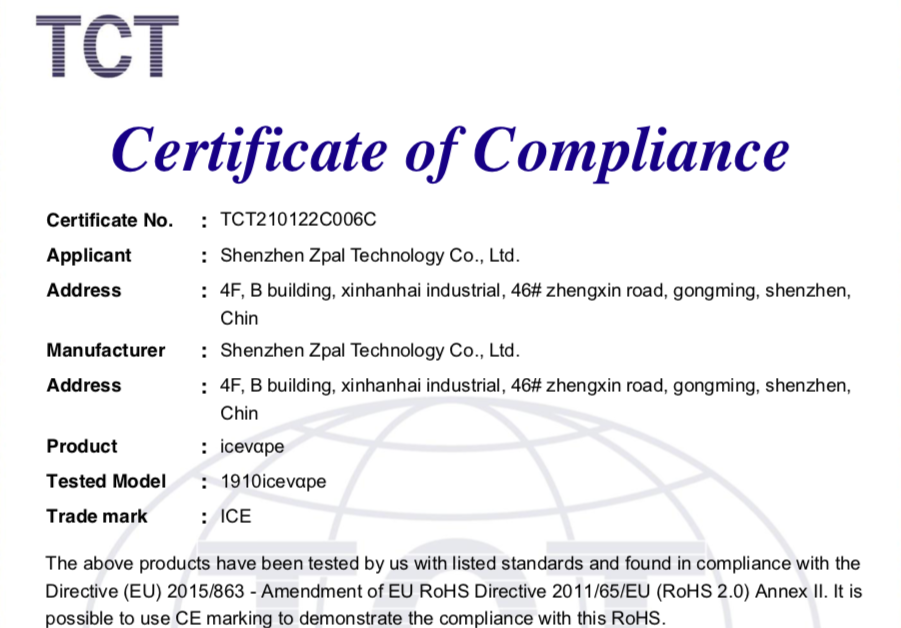 TCT
Certificate of Compliance
Certificate No. : TCT210122C006C
Applicant : Shenzhen Zpal Technology Co., Ltd.
Address : 4F, B building, xinhanhai industrial, 46# zhengxin road, gongming, shenzhen,
Chin
Manufacturer : Shenzhen Zpal Technology Co., Ltd.
Address : 4F, B building, xinhanhai industrial, 46# zhengxin road, gongming, shenzhen,
Chin
Product : icevɑpe
Tested Model : 1910icevɑpe
Trade mark : ICE
The above products have been tested by us with listed standards and found in compliance with the
Directive (EU) 2015/863 - Amendment of EU RoHS Directive 2011/65/EU (RoHS 2.0) Annex II. It is
possible to use CE marking to demonstrate the compliance with this RoHS.
TCT